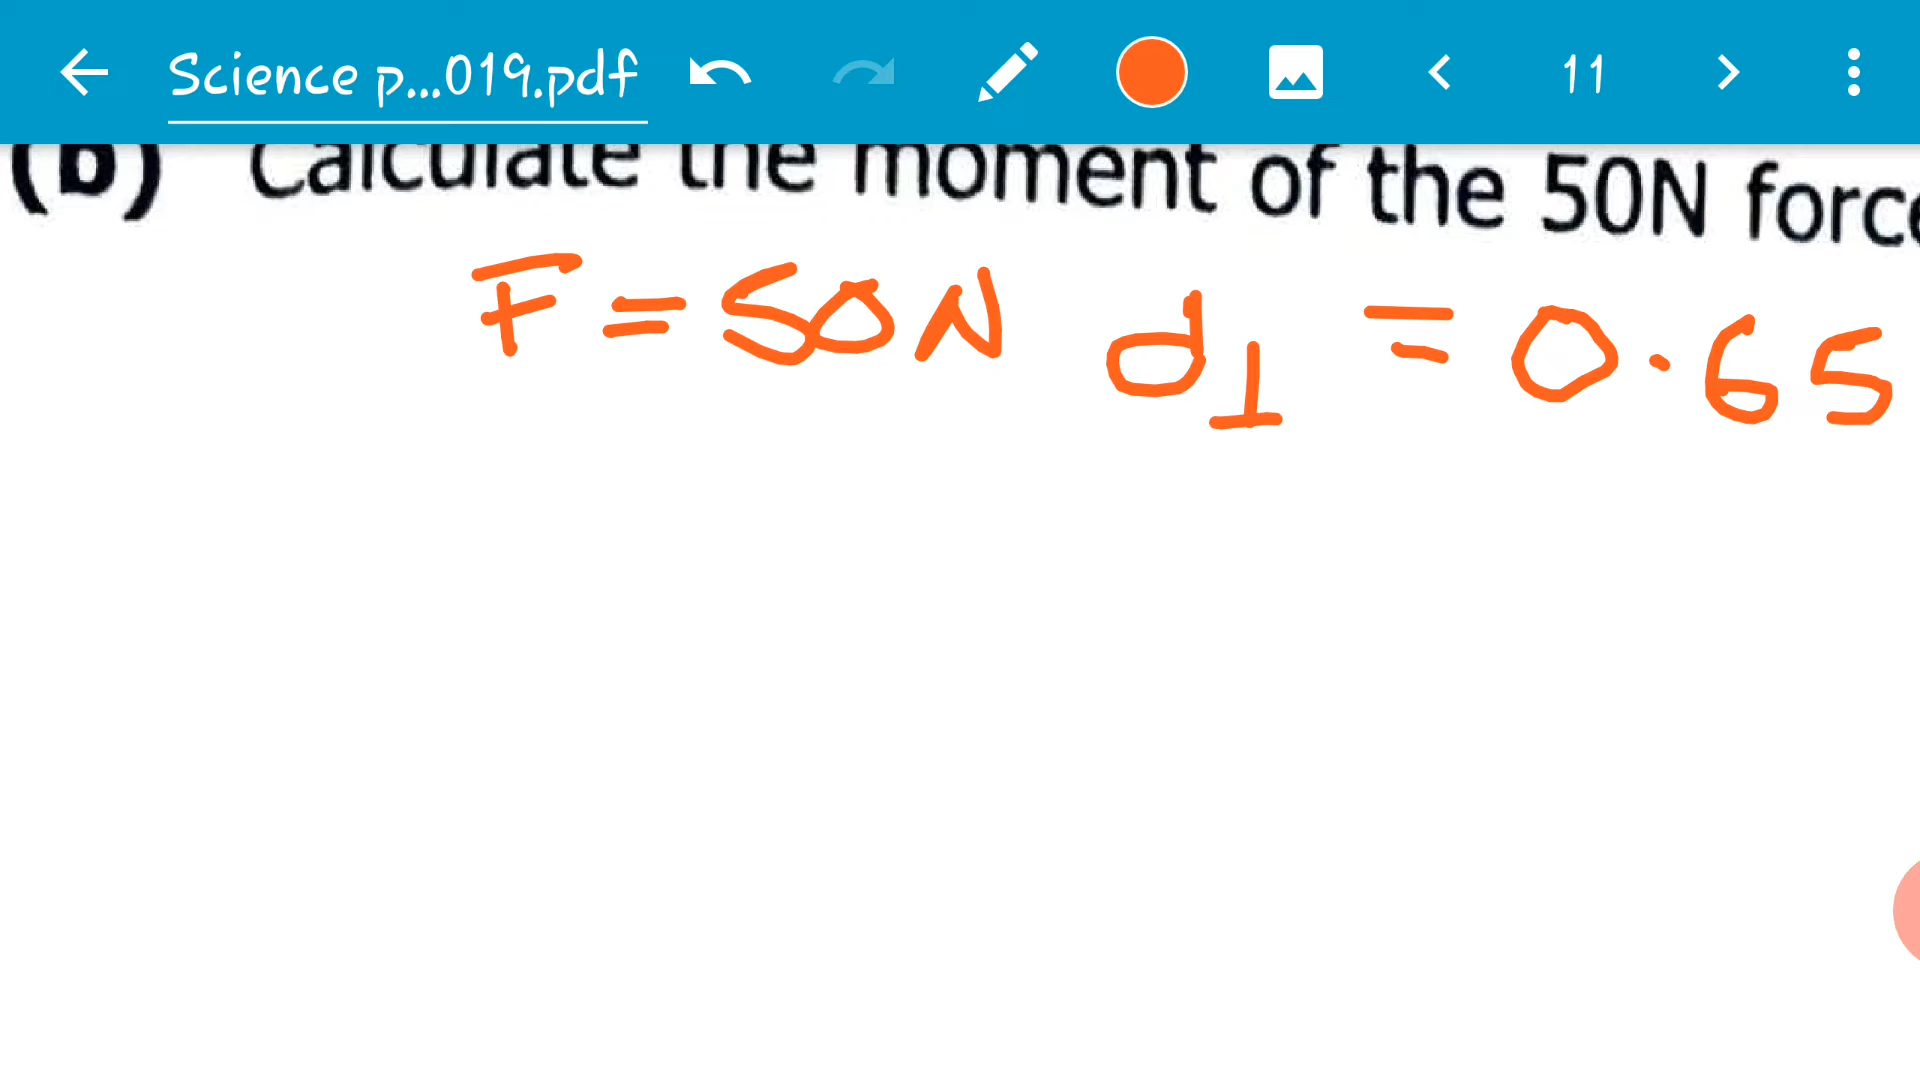 Science p...019.pdf
11
(b) Calculate the moment of the 50N force
F = 50N d⊥ = 0.65